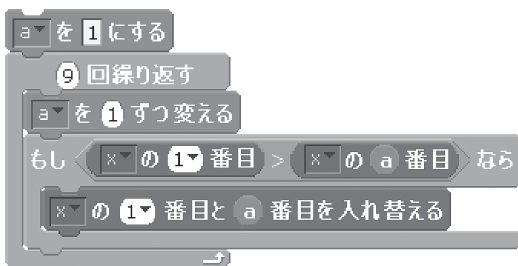 a を 1 にする
9 回繰り返す
a を 1 ずつ変える
もし x の 1 番目 > x の a 番目 なら
x の 1 番目と a 番目を入れ替える